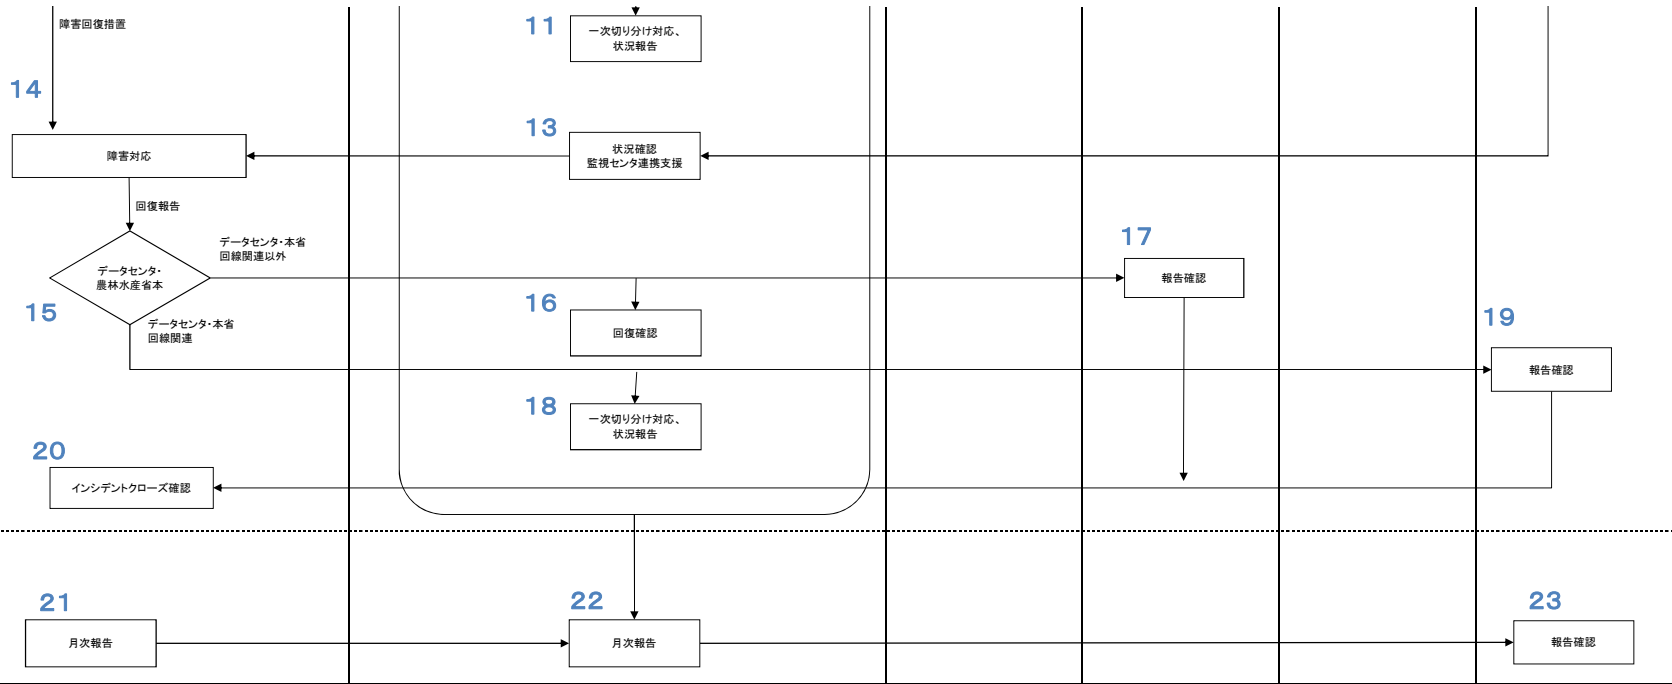 障害回復措置
11
一次切り分け対応、
状況報告
14
13
障害対応
状況確認
監視センタ連携支援
回復報告
データセンタ・本省
回線関連以外
17
データセンタ・
農林水産省本
報告確認
15
16
データセンタ・本省
回線関連
回復確認
19
報告確認
18
一次切り分け対応、
状況報告
20
インシデントクローズ確認
21
22
23
月次報告
月次報告
報告確認